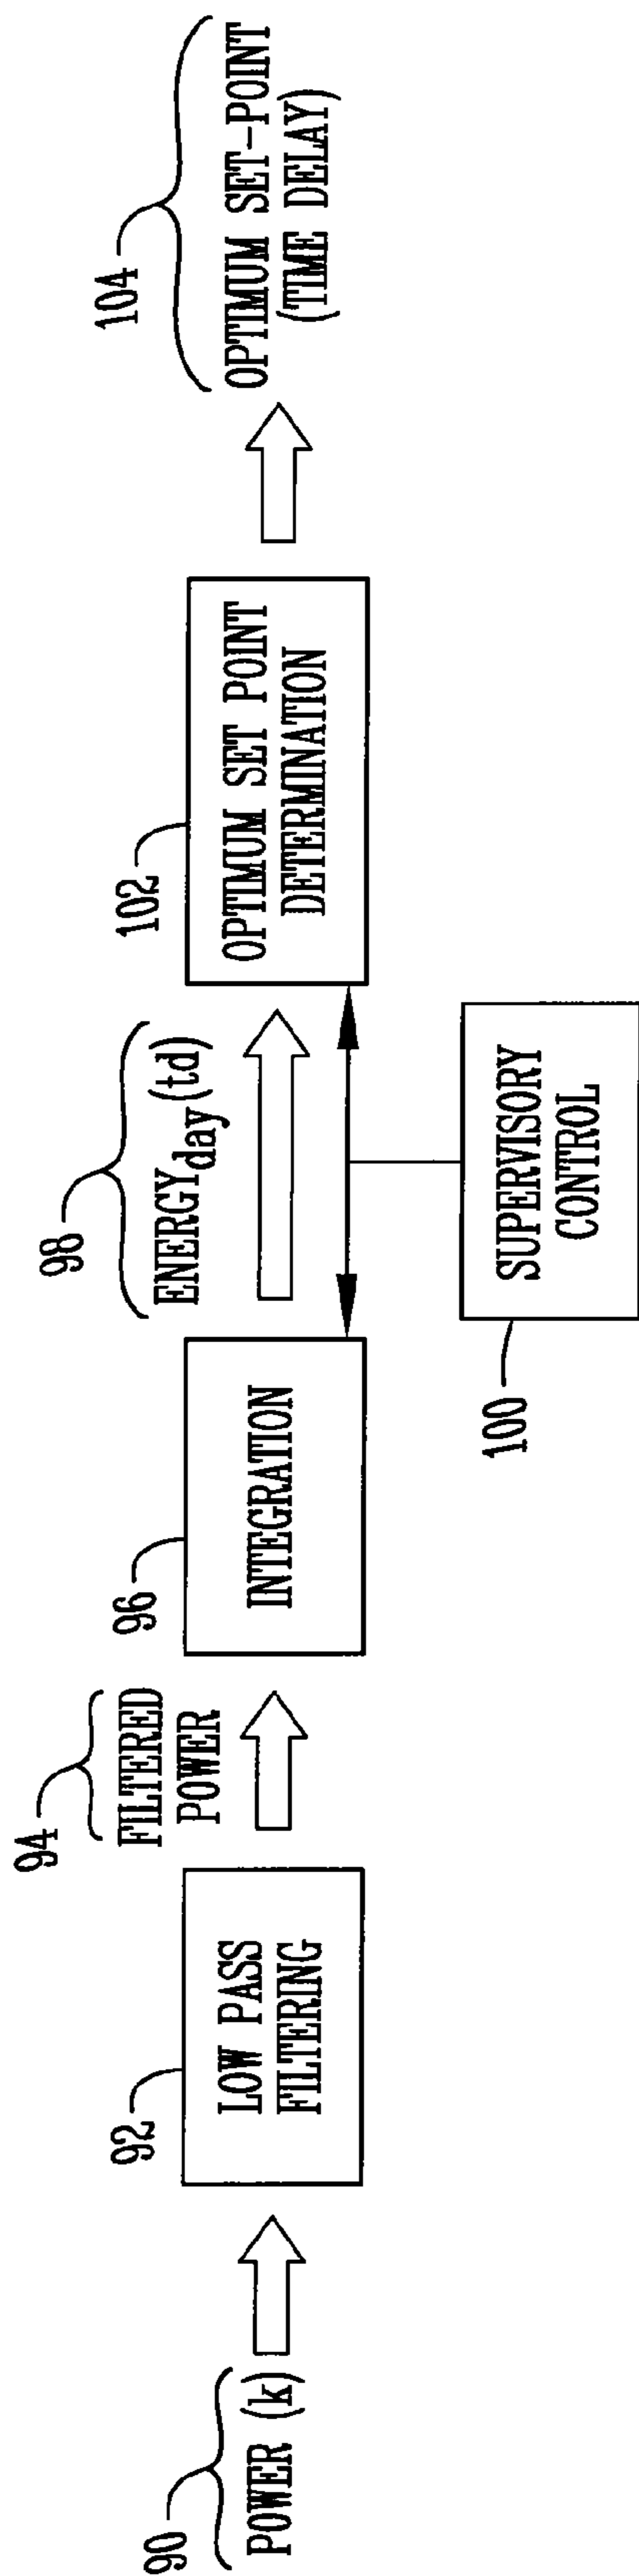 90
POWER (k)
92
LOW PASS
FILTERING
94
FILTERED
POWER
96
INTEGRATION
98
ENERGYday(td)
100
SUPERVISORY
CONTROL
102
OPTIMUM SET POINT
DETERMINATION
104
OPTIMUM SET-POINT
(TIME DELAY)